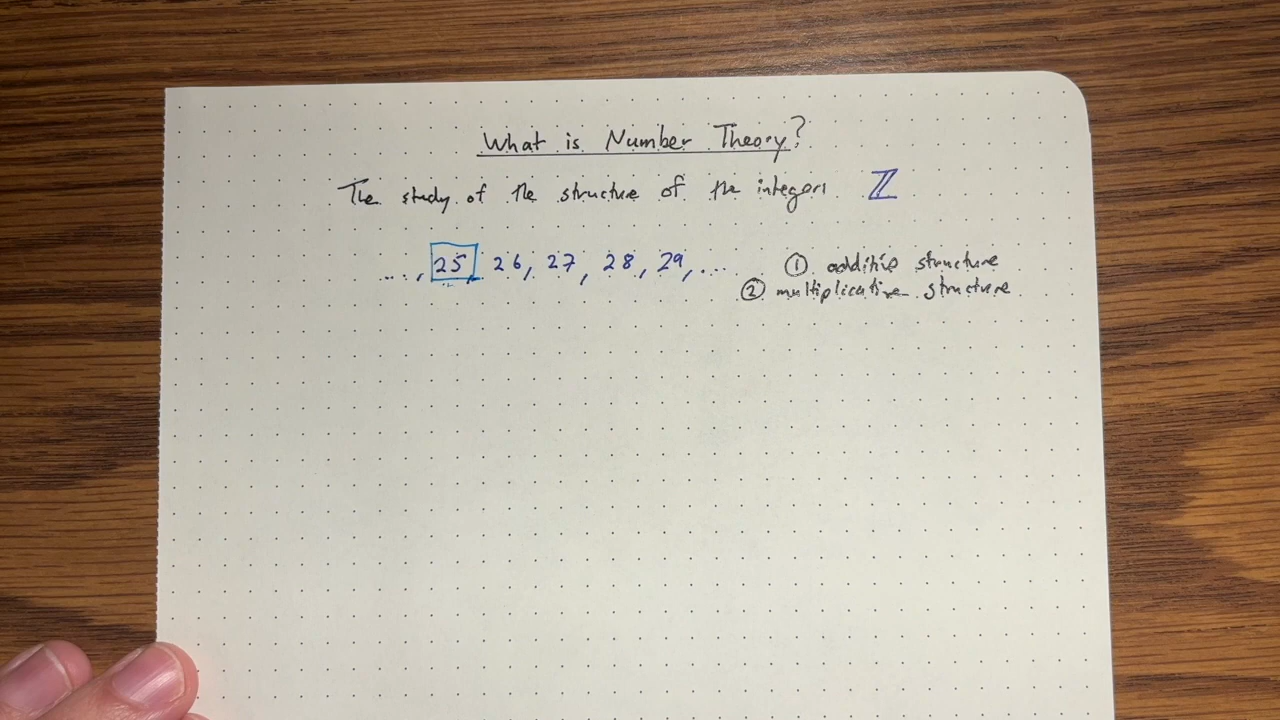 What is Number Theory?
The study of the structure of the integers ℤ
..., 25, 26, 27, 28, 29, ... ① additive structure
② multiplicative structure